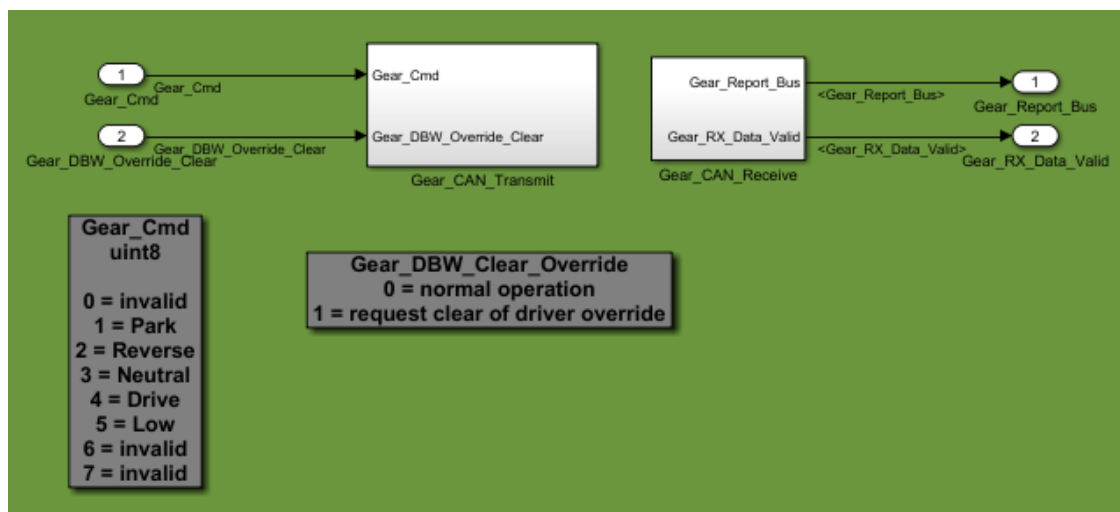 1
Gear_Cmd
Gear_Cmd
2
Gear_DBW_Override_Clear
Gear_DBW_Override_Clear
Gear_Cmd
Gear_DBW_Override_Clear
Gear_CAN_Transmit
Gear_Report_Bus
Gear_RX_Data_Valid
Gear_CAN_Receive
<Gear_Report_Bus>
1
Gear_Report_Bus
<Gear_RX_Data_Valid>
2
Gear_RX_Data_Valid
Gear_Cmd
uint8
0 = invalid
1 = Park
2 = Reverse
3 = Neutral
4 = Drive
5 = Low
6 = invalid
7 = invalid
Gear_DBW_Clear_Override
0 = normal operation
1 = request clear of driver override